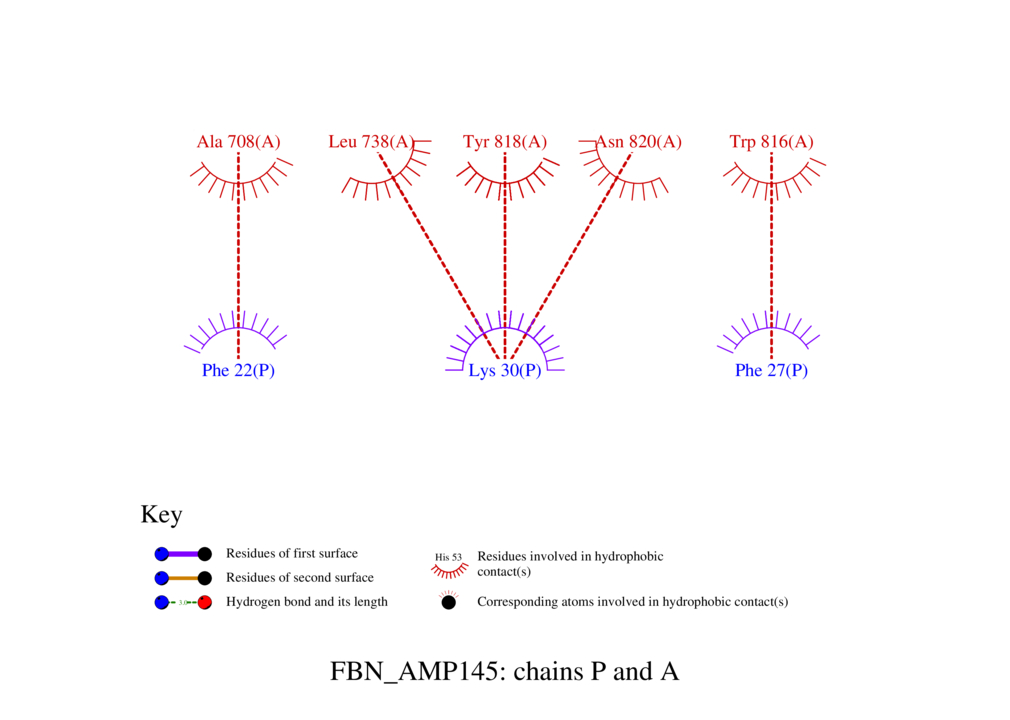 Ala 708(A) Leu 738(A) Tyr 818(A) Asn 820(A) Trp 816(A)
Phe 22(P) Lys 30(P) Phe 27(P)
Key
Residues of first surface
Residues of second surface
3.0
Hydrogen bond and its length
His 53
Residues involved in hydrophobic
contact(s)
Corresponding atoms involved in hydrophobic contact(s)
FBN_AMP145: chains P and A